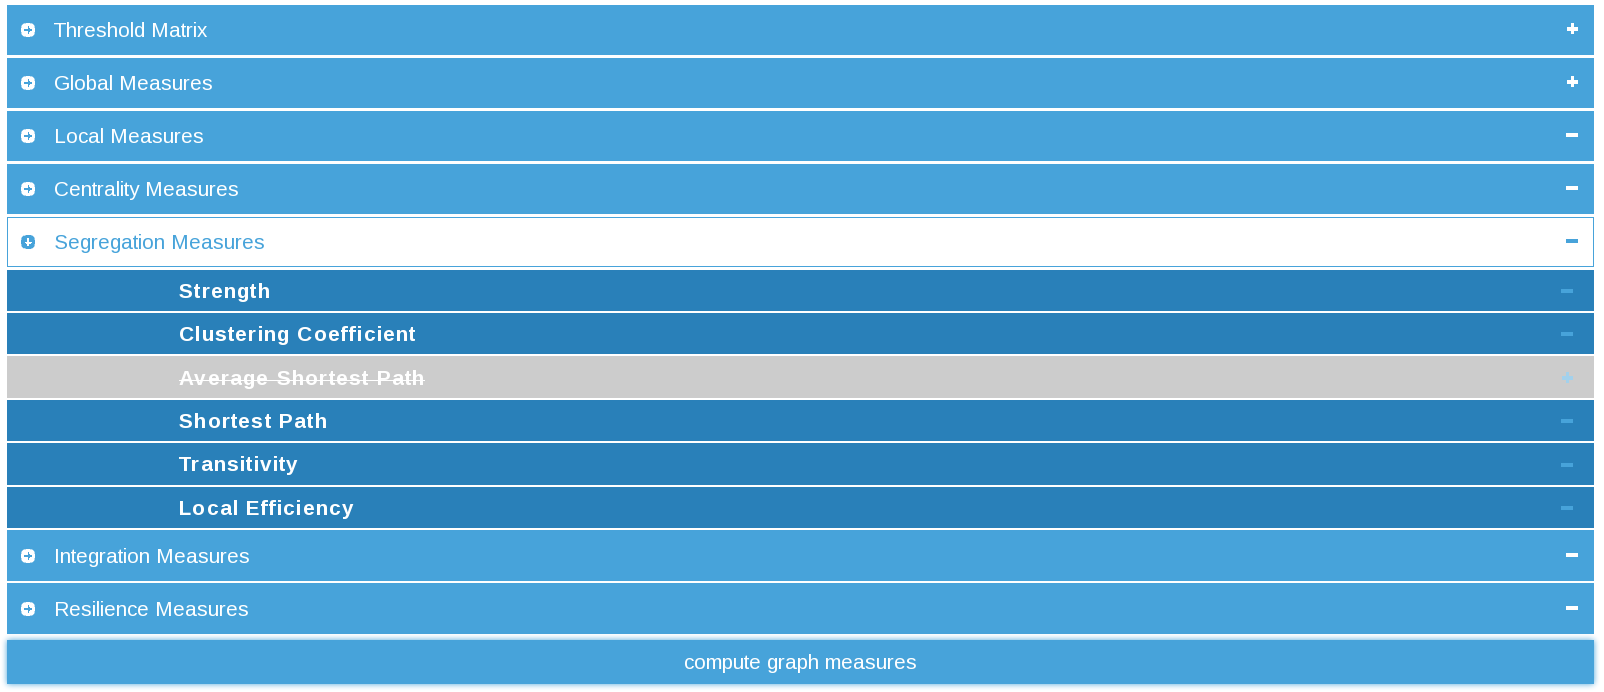 Threshold Matrix
Global Measures
Local Measures
Centrality Measures
Segregation Measures
Strength
Clustering Coefficient
Average Shortest Path
Shortest Path
Transitivity
Local Efficiency
Integration Measures
Resilience Measures
compute graph measures